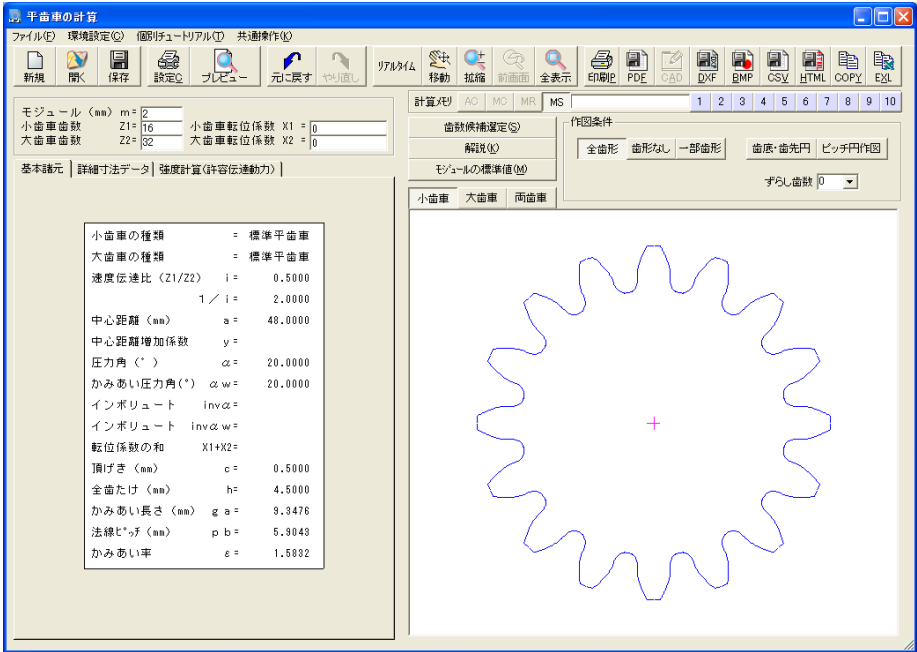 平歯車の計算
ファイル(F) 環境設定(C) 個別チュートリアル(T) 共通操作(K)
新規 開く 保存 設定C プレビュー 元に戻す やり直し リアルタイム 移動 拡縮 前画面 全表示 印刷P PDF CAD DXF BMP CSV HTML COPY EXL
モジュール (mm) m= 2
小歯車歯数 Z1= 16 小歯車転位係数 X1 = 0
大歯車歯数 Z2= 32 大歯車転位係数 X2 = 0
基本諸元 詳細寸法データ 強度計算(許容伝達動力)
小歯車の種類 = 標準平歯車
大歯車の種類 = 標準平歯車
速度伝達比 (Z1/Z2) i = 0.5000
1/i = 2.0000
中心距離 (mm) a = 48.0000
中心距離増加係数 y =
圧力角 (°) α= 20.0000
かみあい圧力角(°) αw= 20.0000
インボリュート invα=
インボリュート invαw=
転位係数の和 X1+X2=
頂げき (mm) c = 0.5000
全歯たけ (mm) h= 4.5000
かみあい長さ (mm) ga= 9.3476
法線ピッチ (mm) pb= 5.9043
かみあい率 ε= 1.5832
計算メモリ AC MC MR MS 1 2 3 4 5 6 7 8 9 10
歯数候補選定(S)
解説(K)
モジュールの標準値(M)
作図条件
全歯形 歯形なし 一部歯形 歯底・歯先円 ピッチ円作図
ずらし歯数 0
小歯車 大歯車 両歯車